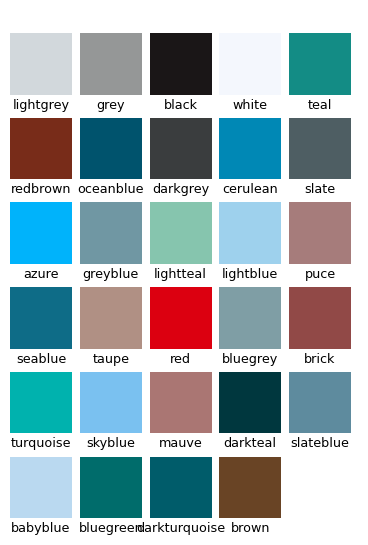 lightgrey grey black white teal
redbrown oceanblue darkgrey cerulean slate
azure greyblue lightteal lightblue puce
seablue taupe red bluegrey brick
turquoise skyblue mauve darkteal slateblue
babyblue bluegreen darkturquoise brown